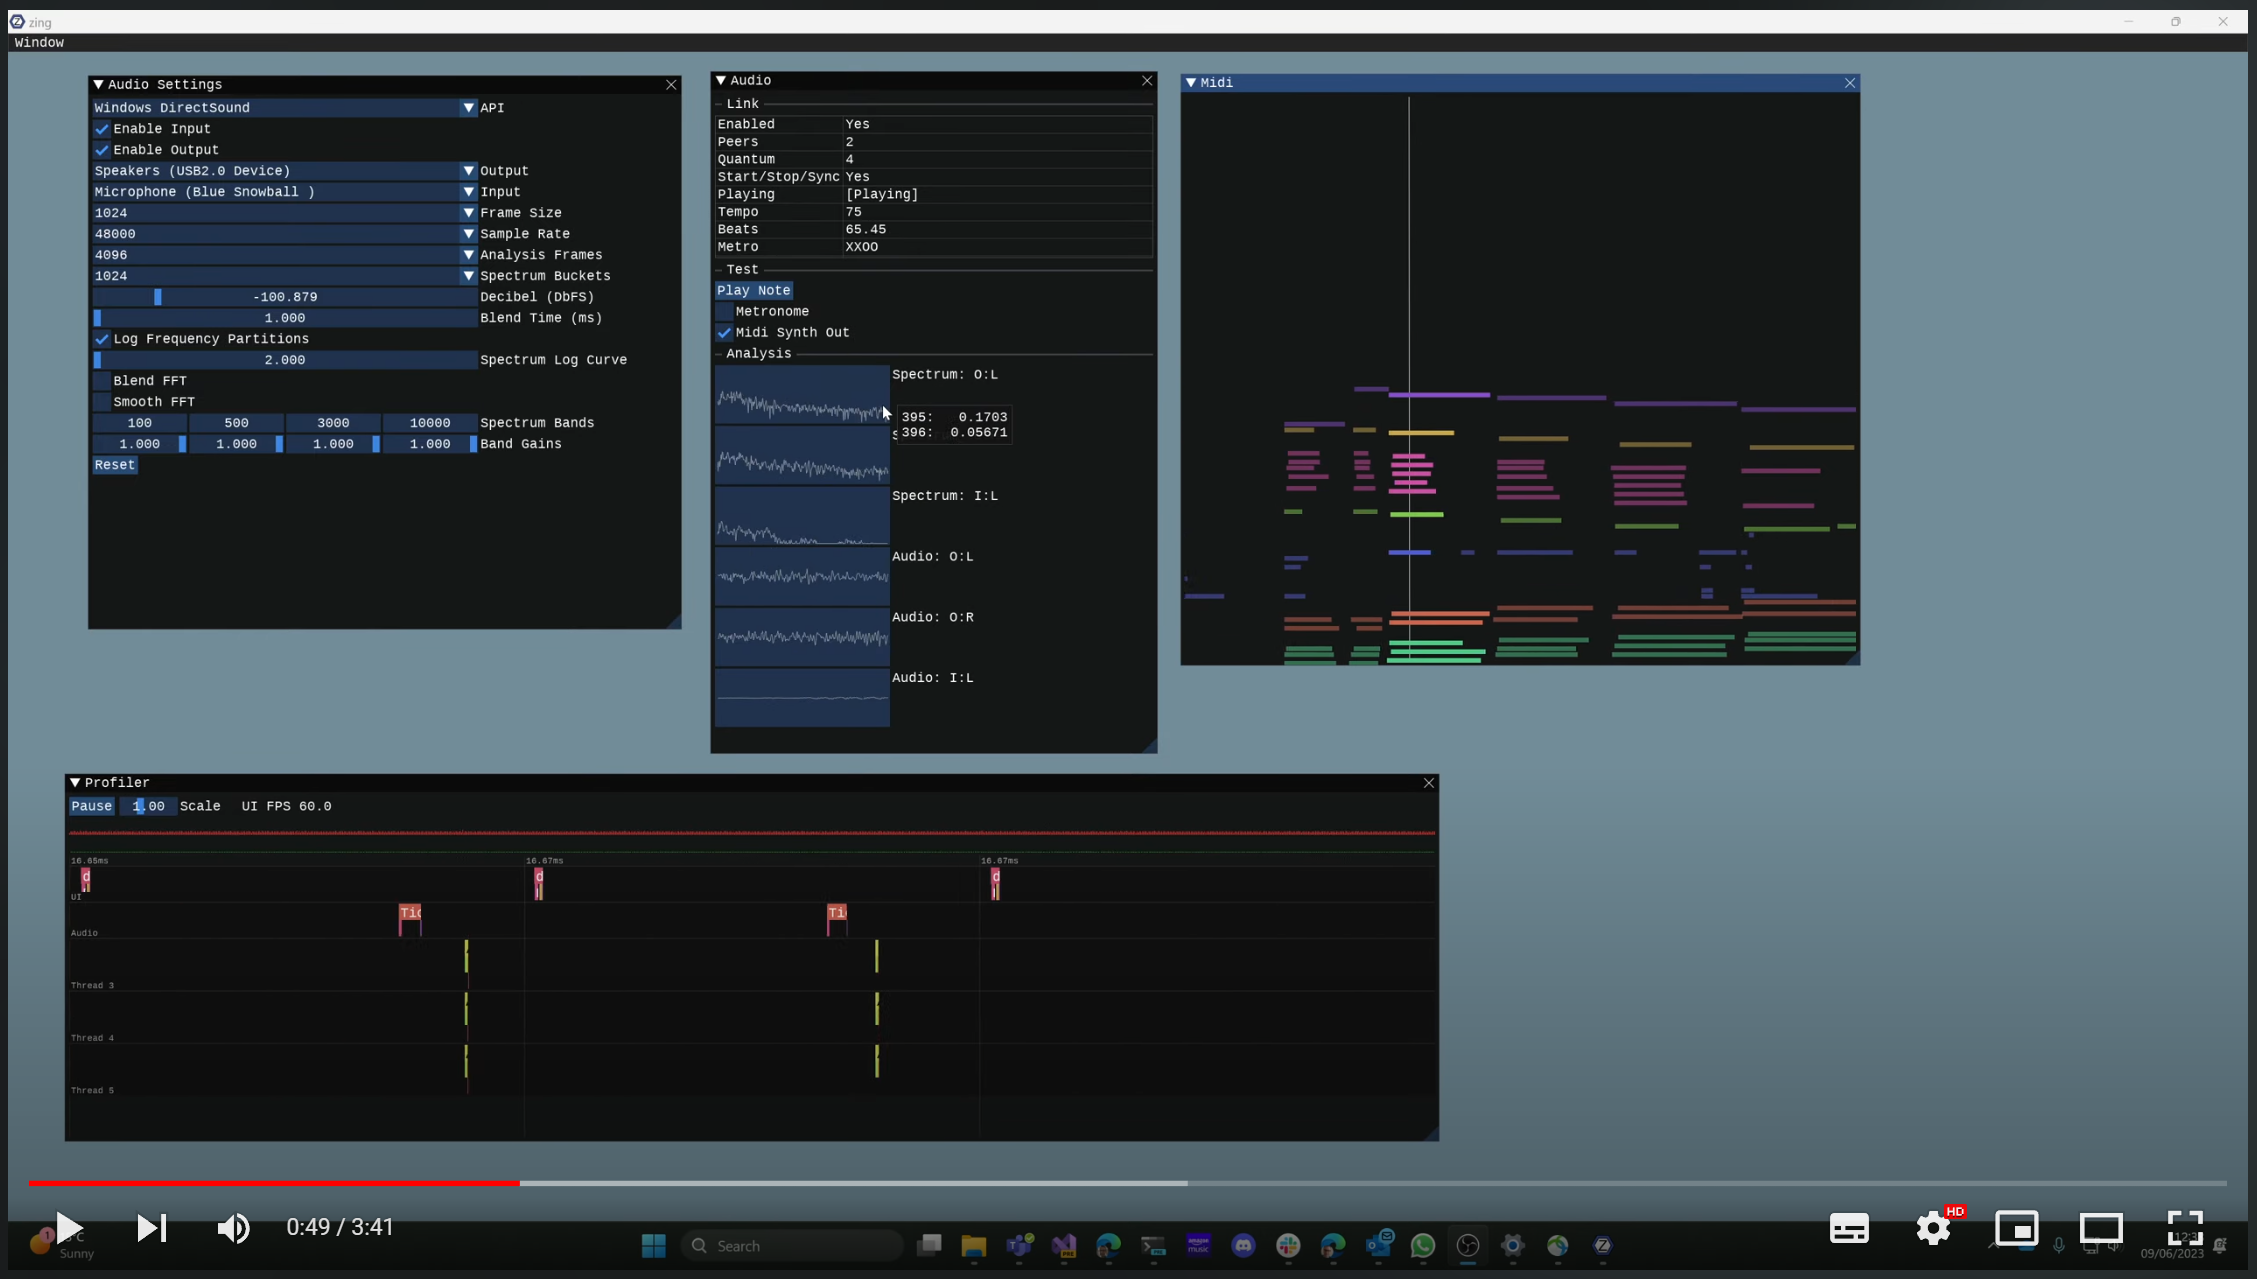 zing
Window
Audio Settings
Windows DirectSound API
Enable Input
Enable Output
Speakers (USB2.0 Device) Output
Microphone (Blue Snowball ) Input
1024 Frame Size
48000 Sample Rate
4096 Analysis Frames
1024 Spectrum Buckets
-100.879 Decibel (DbFS)
1.000 Blend Time (ms)
Log Frequency Partitions
2.000 Spectrum Log Curve
Blend FFT
Smooth FFT
100 500 3000 10000 Spectrum Bands
1.000 1.000 1.000 1.000 Band Gains
Reset
Audio
Link
Enabled Yes
Peers 2
Quantum 4
Start/Stop/Sync Yes
Playing [Playing]
Tempo 75
Beats 65.45
Metro XXOO
Test
Play Note
Metronome
Midi Synth Out
Analysis
Spectrum: O:L
395: 0.1703
396: 0.05671
Spectrum: I:L
Audio: O:L
Audio: O:R
Audio: I:L
Midi
Profiler
Pause 1.00 Scale UI FPS 60.0
16.65ms 16.67ms 16.67ms
d d d
UI
Tic Ti
Audio
Thread 3
Thread 4
Thread 5
0:49 / 3:41
HD
1
Sunny
Search
PRE
amazon music
09/06/2023